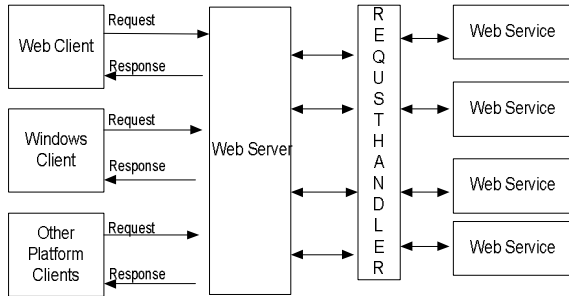 Web Client
Request
Response
Windows
Client
Request
Response
Other
Platform
Clients
Request
Response
Web Server
REQUSTHANDLER
Web Service
Web Service
Web Service
Web Service